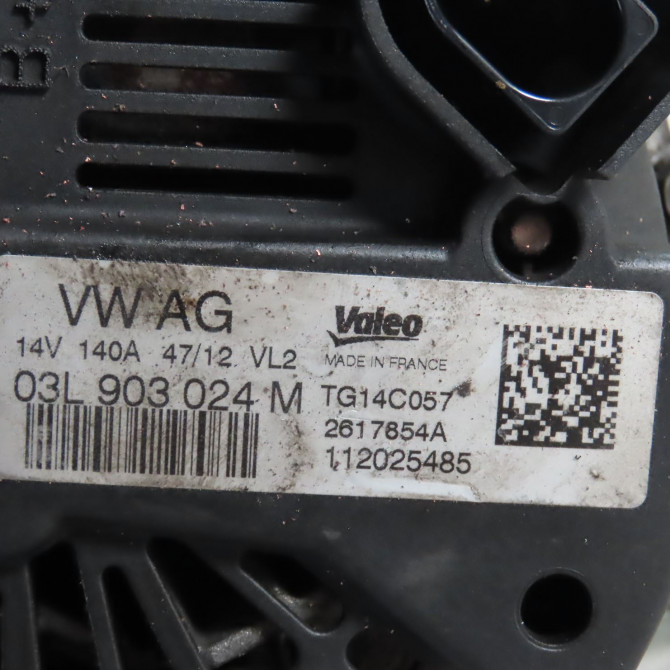 B+
VW AG
14V 140A 47/12 VL2
03L 903 024 M
Valeo
MADE IN FRANCE
TG14C057
2617854A
112025485